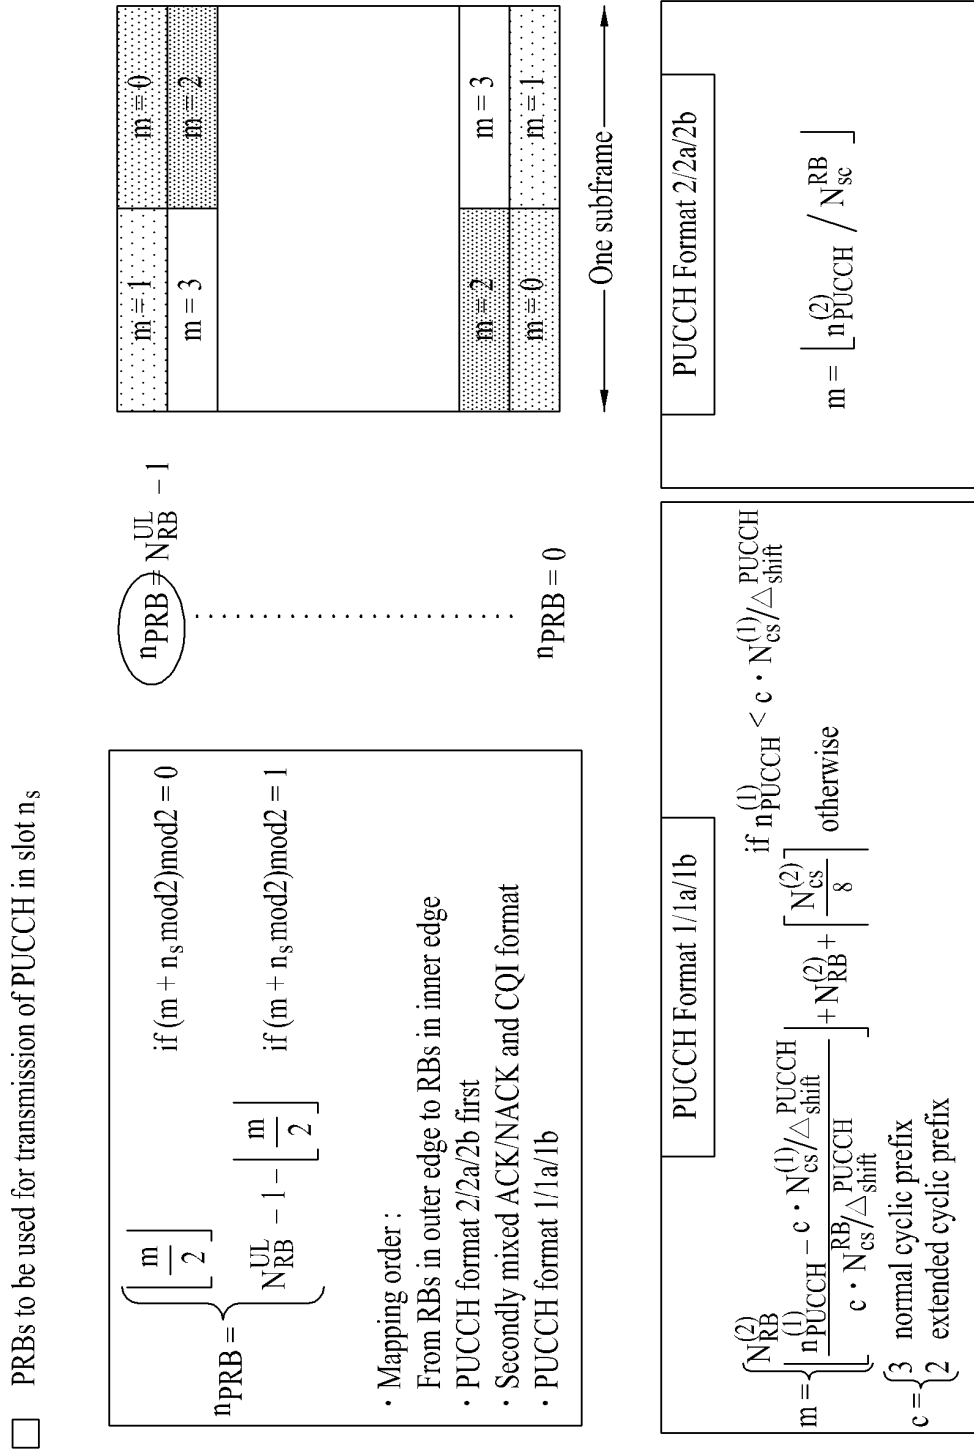 □ PRBs to be used for transmission of PUCCH in slot n_s
n_PRB = { ⌊m/2⌋ if (m + n_s mod2)mod2 = 0
N_RB^UL − 1 − ⌊m/2⌋ if (m + n_s mod2)mod2 = 1
· Mapping order :
From RBs in outer edge to RBs in inner edge
· PUCCH format 2/2a/2b first
· Secondly mixed ACK/NACK and CQI format
· PUCCH format 1/1a/1b
n_PRB = N_RB^UL − 1
n_PRB = 0
m = 1 m = 0
m = 3 m = 2
m = 2 m = 3
m = 0 m = 1
One subframe
PUCCH Format 1/1a/1b
m = { N_RB^(2) if n_PUCCH^(1) < c · N_cs^(1)/△_shift^PUCCH
⌊(n_PUCCH^(1) − c · N_cs^(1)/△_shift^PUCCH) / (c · N_cs^RB/△_shift^PUCCH)⌋ + N_RB^(2) + ⌈N_cs^(2)/8⌉ otherwise
c = { 3 normal cyclic prefix
2 extended cyclic prefix
PUCCH Format 2/2a/2b
m = ⌊n_PUCCH^(2) / N_sc^RB⌋